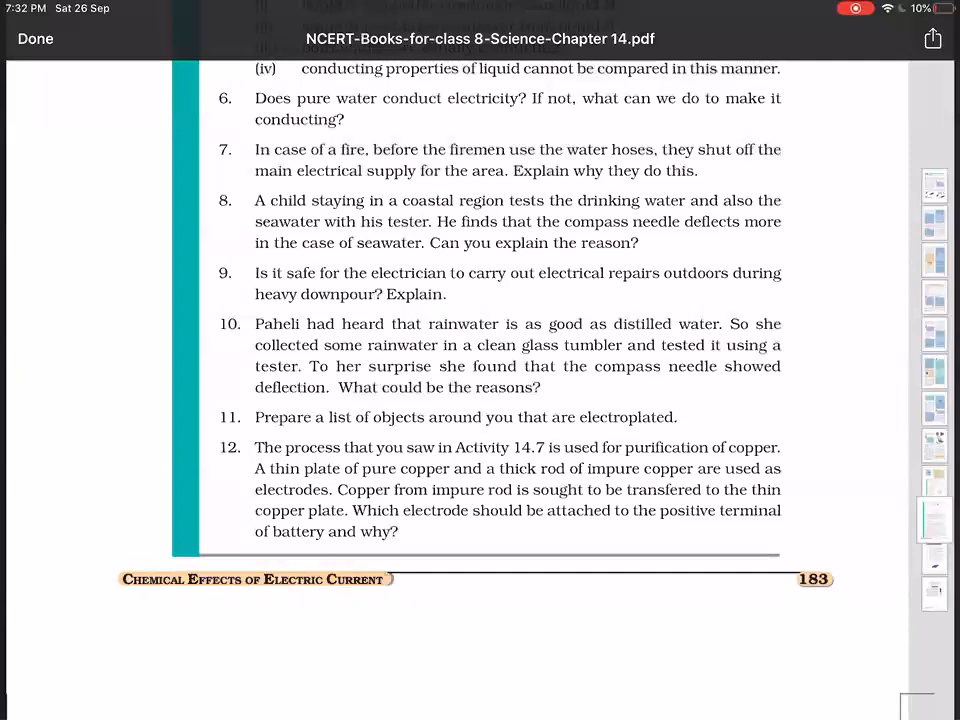 7:32 PM Sat 26 Sep
10%
Done
NCERT-Books-for-class 8-Science-Chapter 14.pdf
(iv) conducting properties of liquid cannot be compared in this manner.
6. Does pure water conduct electricity? If not, what can we do to make it
conducting?
7. In case of a fire, before the firemen use the water hoses, they shut off the
main electrical supply for the area. Explain why they do this.
8. A child staying in a coastal region tests the drinking water and also the
seawater with his tester. He finds that the compass needle deflects more
in the case of seawater. Can you explain the reason?
9. Is it safe for the electrician to carry out electrical repairs outdoors during
heavy downpour? Explain.
10. Paheli had heard that rainwater is as good as distilled water. So she
collected some rainwater in a clean glass tumbler and tested it using a
tester. To her surprise she found that the compass needle showed
deflection. What could be the reasons?
11. Prepare a list of objects around you that are electroplated.
12. The process that you saw in Activity 14.7 is used for purification of copper.
A thin plate of pure copper and a thick rod of impure copper are used as
electrodes. Copper from impure rod is sought to be transfered to the thin
copper plate. Which electrode should be attached to the positive terminal
of battery and why?
CHEMICAL EFFECTS OF ELECTRIC CURRENT
183